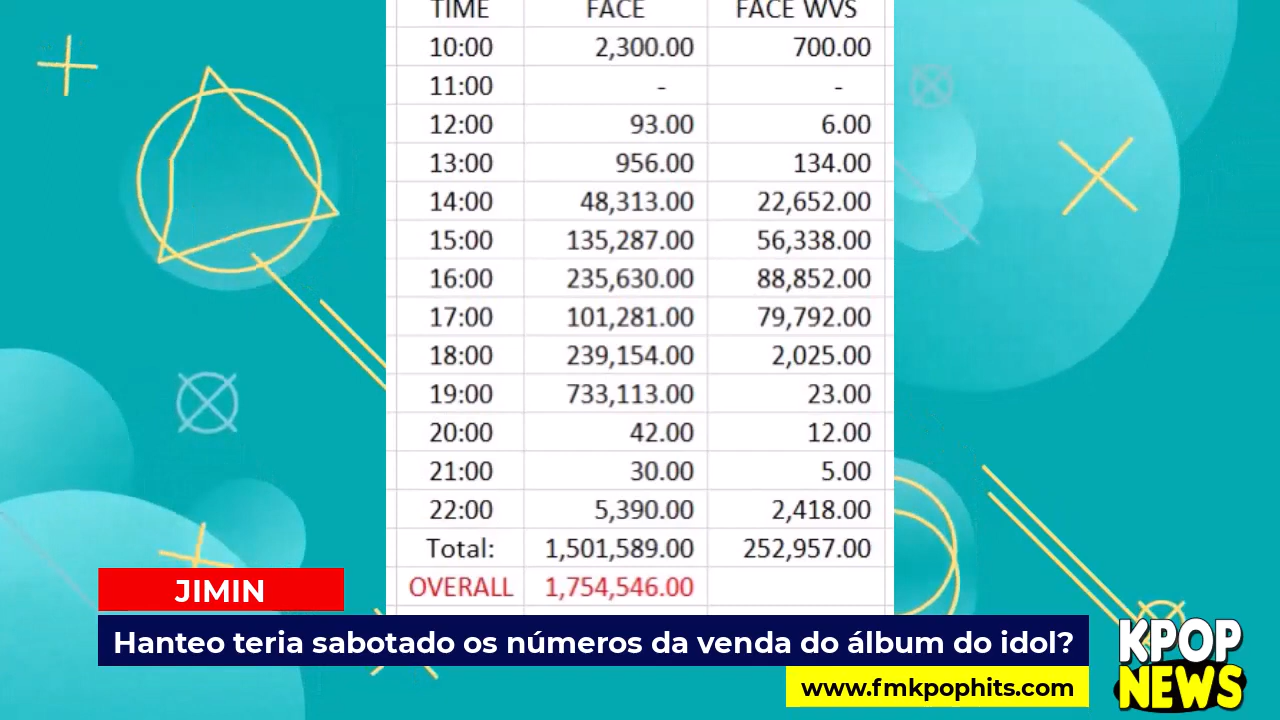 TIME FACE FACE WVS
10:00 2,300.00 700.00
11:00 - -
12:00 93.00 6.00
13:00 956.00 134.00
14:00 48,313.00 22,652.00
15:00 135,287.00 56,338.00
16:00 235,630.00 88,852.00
17:00 101,281.00 79,792.00
18:00 239,154.00 2,025.00
19:00 733,113.00 23.00
20:00 42.00 12.00
21:00 30.00 5.00
22:00 5,390.00 2,418.00
Total: 1,501,589.00 252,957.00
OVERALL 1,754,546.00
JIMIN
Hanteo teria sabotado os números da venda do álbum do idol?
www.fmkpophits.com
KPOP
NEWS